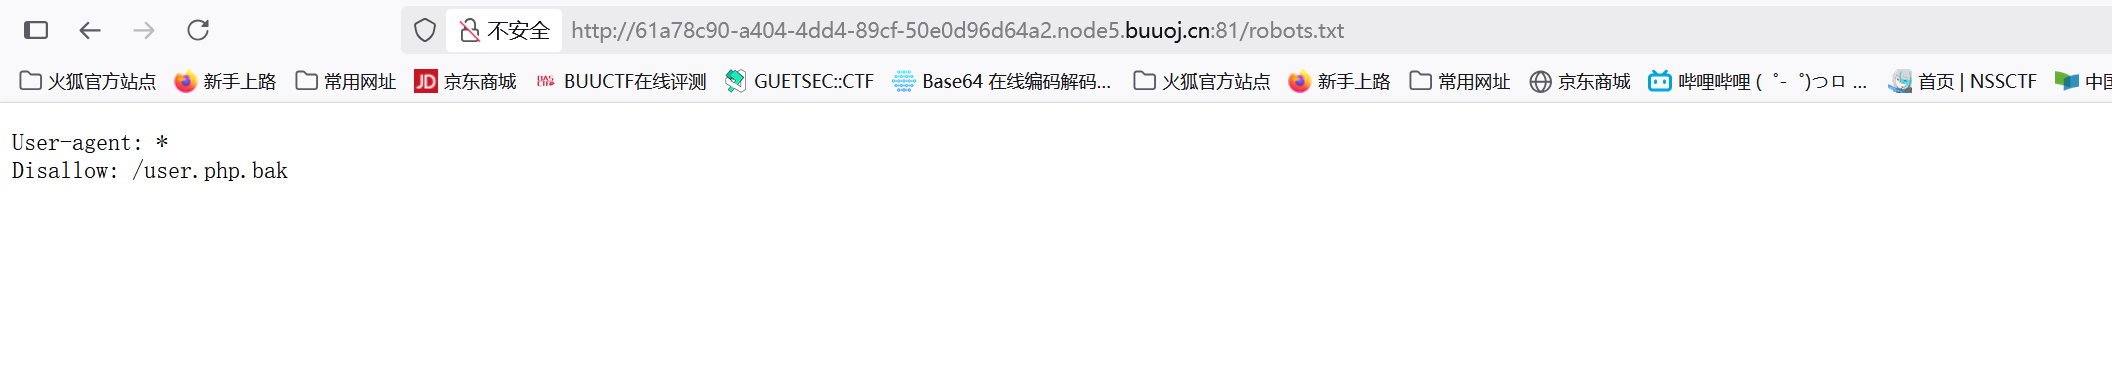 不安全 http://61a78c90-a404-4dd4-89cf-50e0d96d64a2.node5.buuoj.cn:81/robots.txt
火狐官方站点 新手上路 常用网址 JD 京东商城 BUUCTF在线评测 GUETSEC::CTF Base64 在线编码解码... 火狐官方站点 新手上路 常用网址 京东商城 哔哩哔哩 ( ゜- ゜)つロ ... 首页 | NSSCTF 中国
User-agent: *
Disallow: /user.php.bak